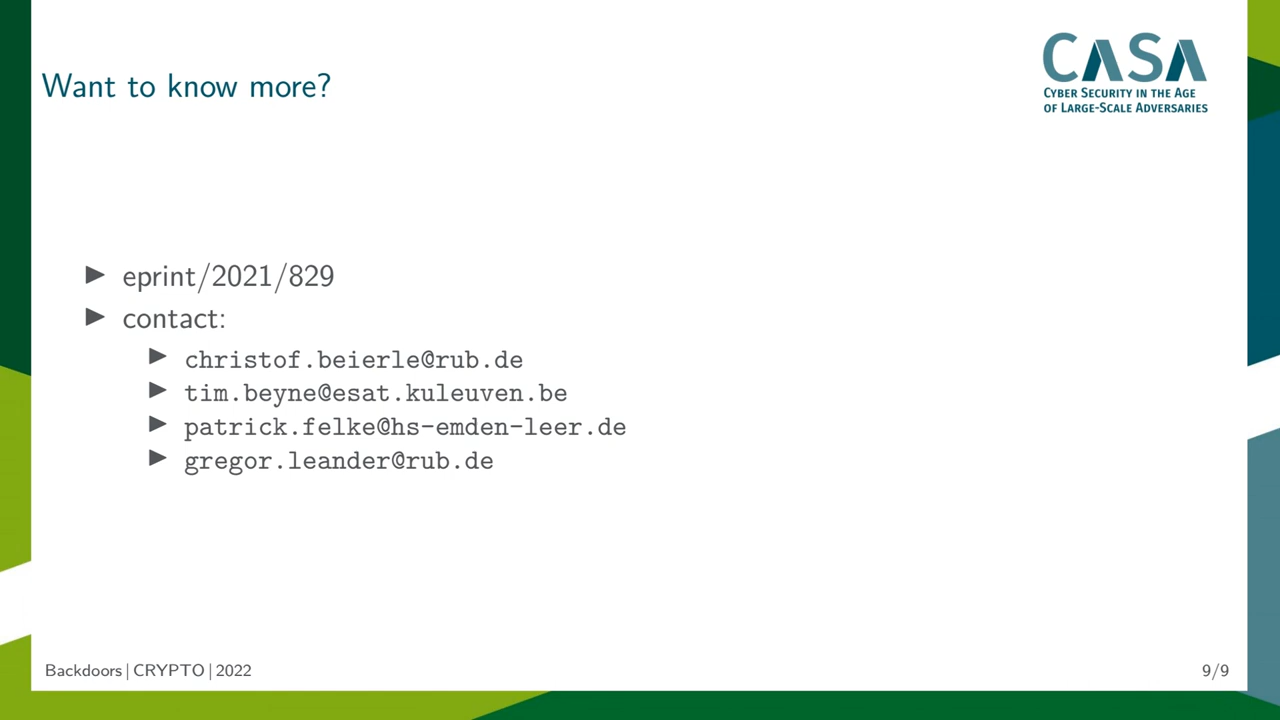 Want to know more?
CASA
CYBER SECURITY IN THE AGE
OF LARGE-SCALE ADVERSARIES
▶ eprint/2021/829
▶ contact:
▶ christof.beierle@rub.de
▶ tim.beyne@esat.kuleuven.be
▶ patrick.felke@hs-emden-leer.de
▶ gregor.leander@rub.de
Backdoors | CRYPTO | 2022
9/9